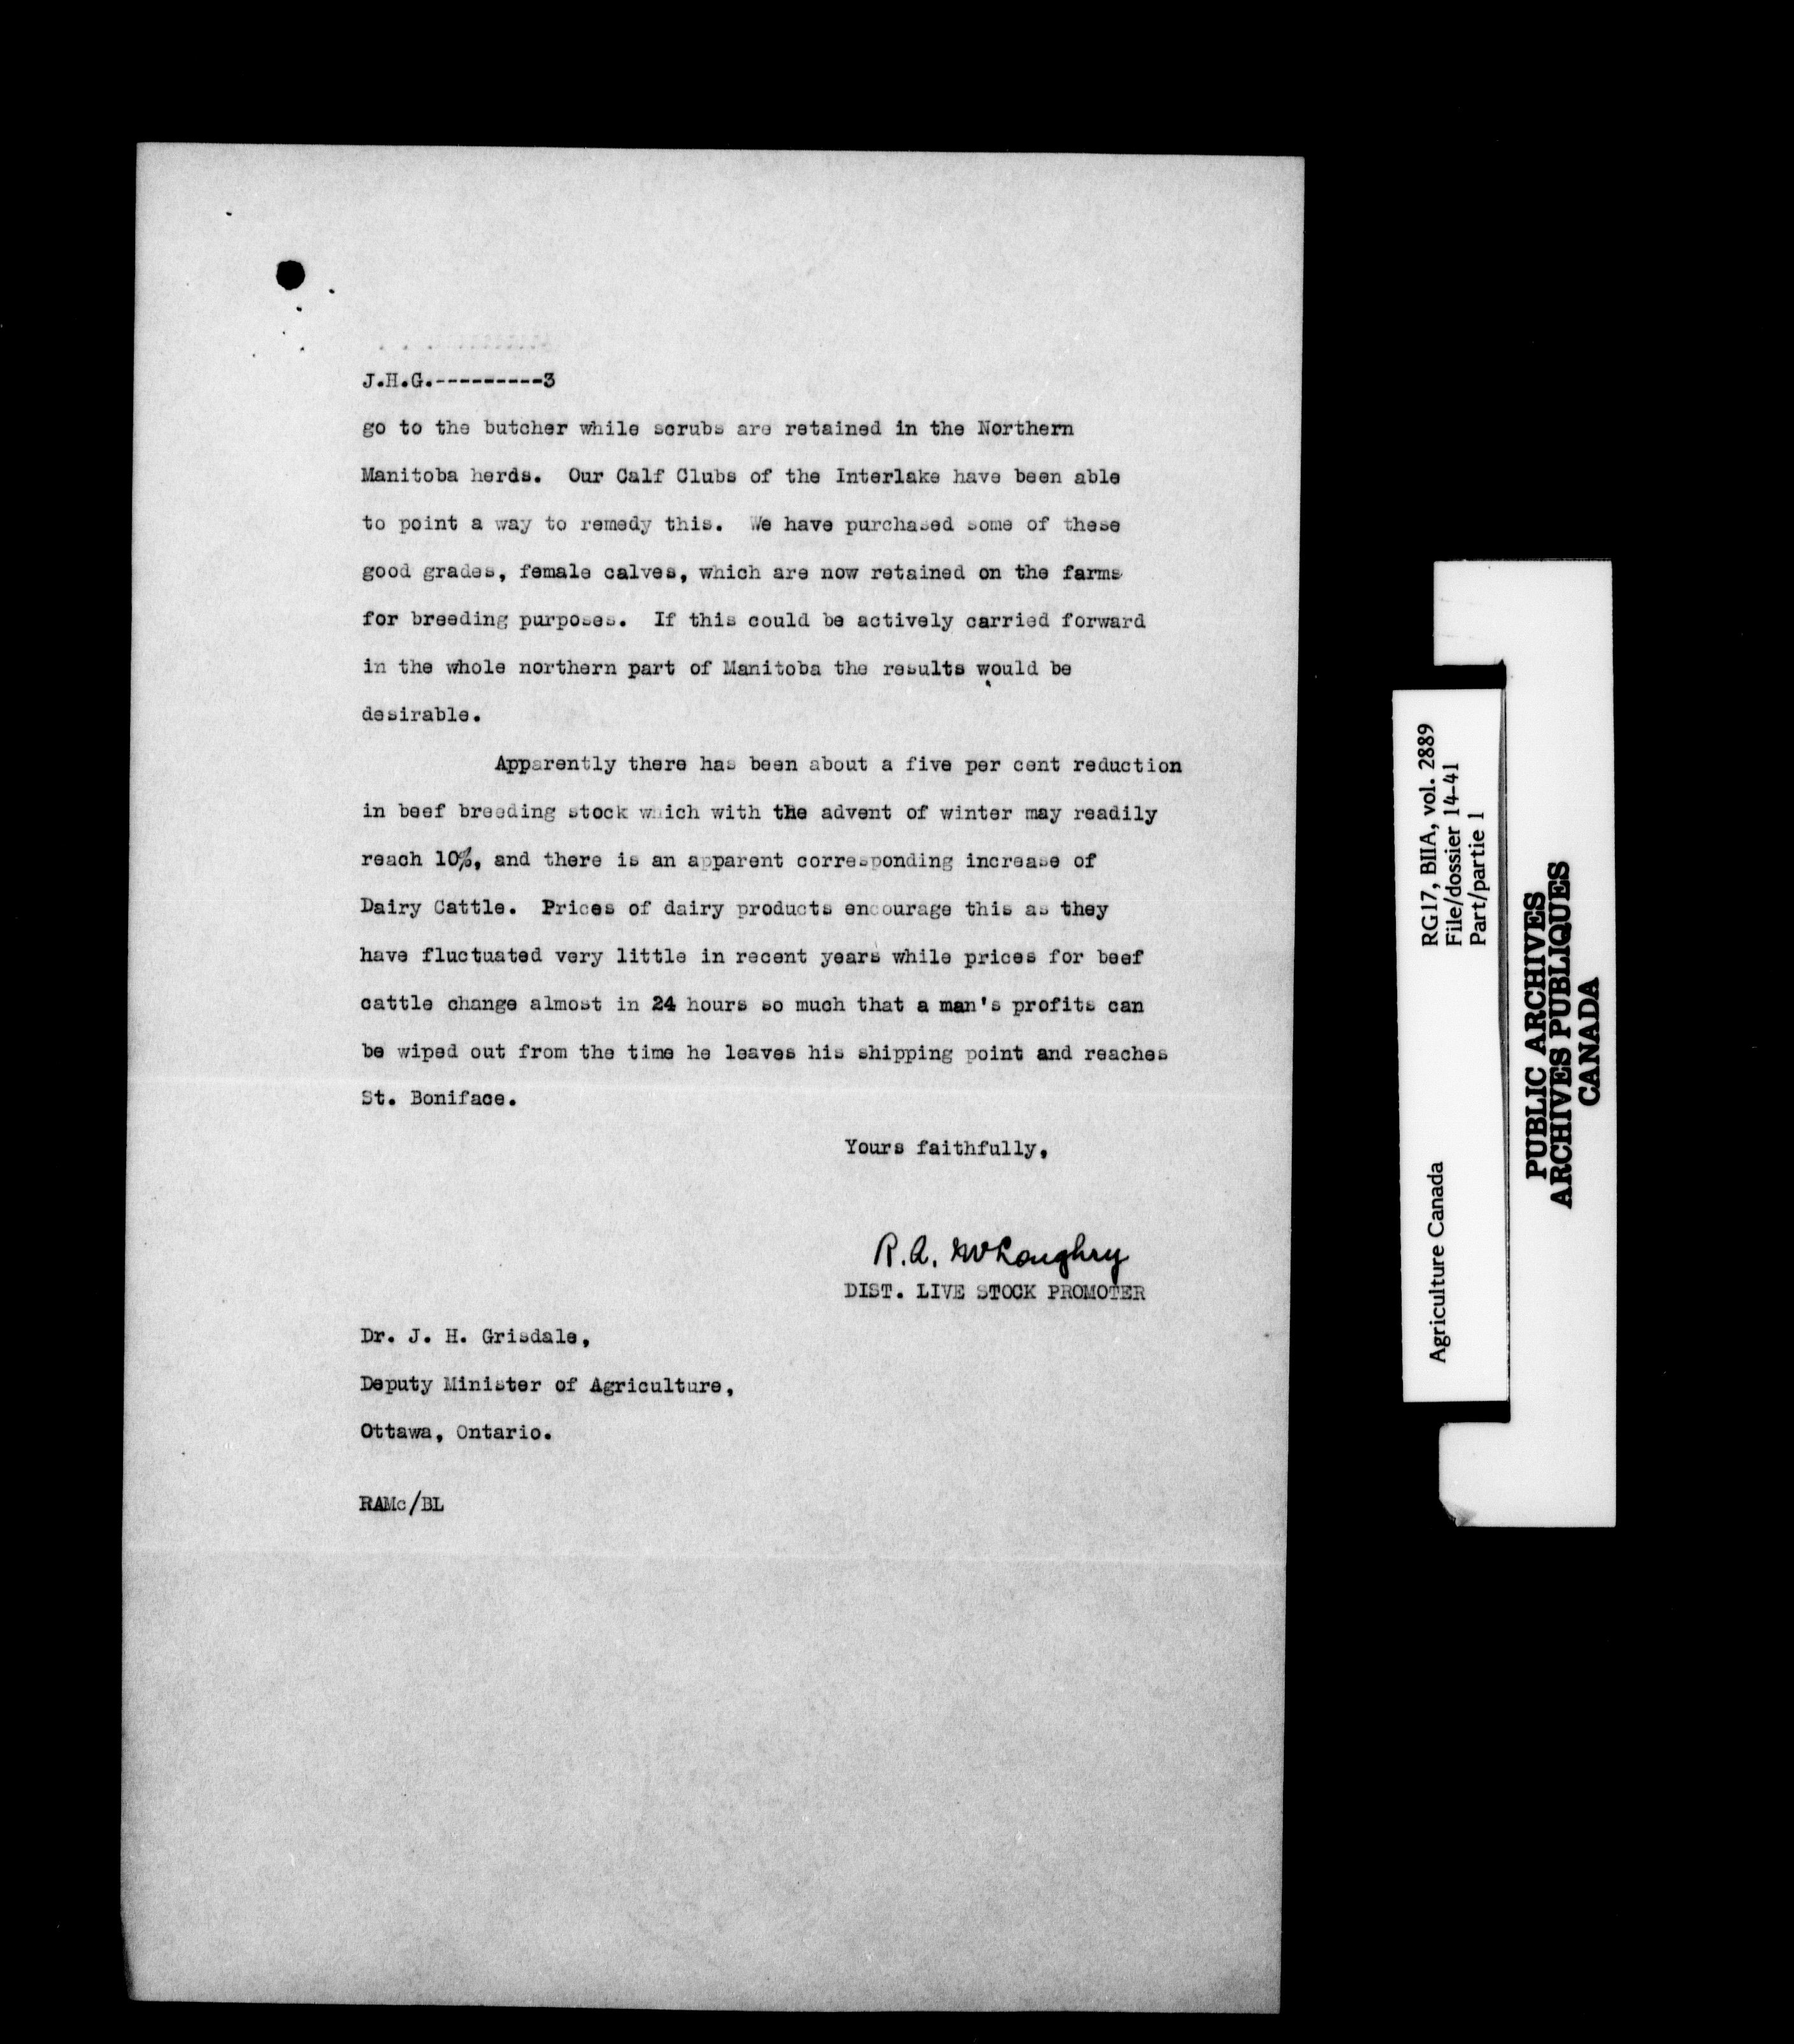 J.H.G.---------3
go to the butcher while scrubs are retained in the Northern
Manitoba herds. Our Calf Clubs of the Interlake have been able
to point a way to remedy this. We have purchased some of these
good grades, female calves, which are now retained on the farms
for breeding purposes. If this could be actively carried forward
in the whole northern part of Manitoba the results would be
desirable.
Apparently there has been about a five per cent reduction
in beef breeding stock which with the advent of winter may readily
reach 10%, and there is an apparent corresponding increase of
Dairy Cattle. Prices of dairy products encourage this as they
have fluctuated very little in recent years while prices for beef
cattle change almost in 24 hours so much that a man's profits can
be wiped out from the time he leaves his shipping point and reaches
St. Boniface.
Yours faithfully,
R.A. McLoughry
DIST. LIVE STOCK PROMOTER
Dr. J. H. Grisdale,
Deputy Minister of Agriculture,
Ottawa, Ontario.
RAMc/BL
Agriculture Canada
RG17, BIIA, vol. 2889
File/dossier 14-41
Part/partie 1
PUBLIC ARCHIVES
ARCHIVES PUBLIQUES
CANADA